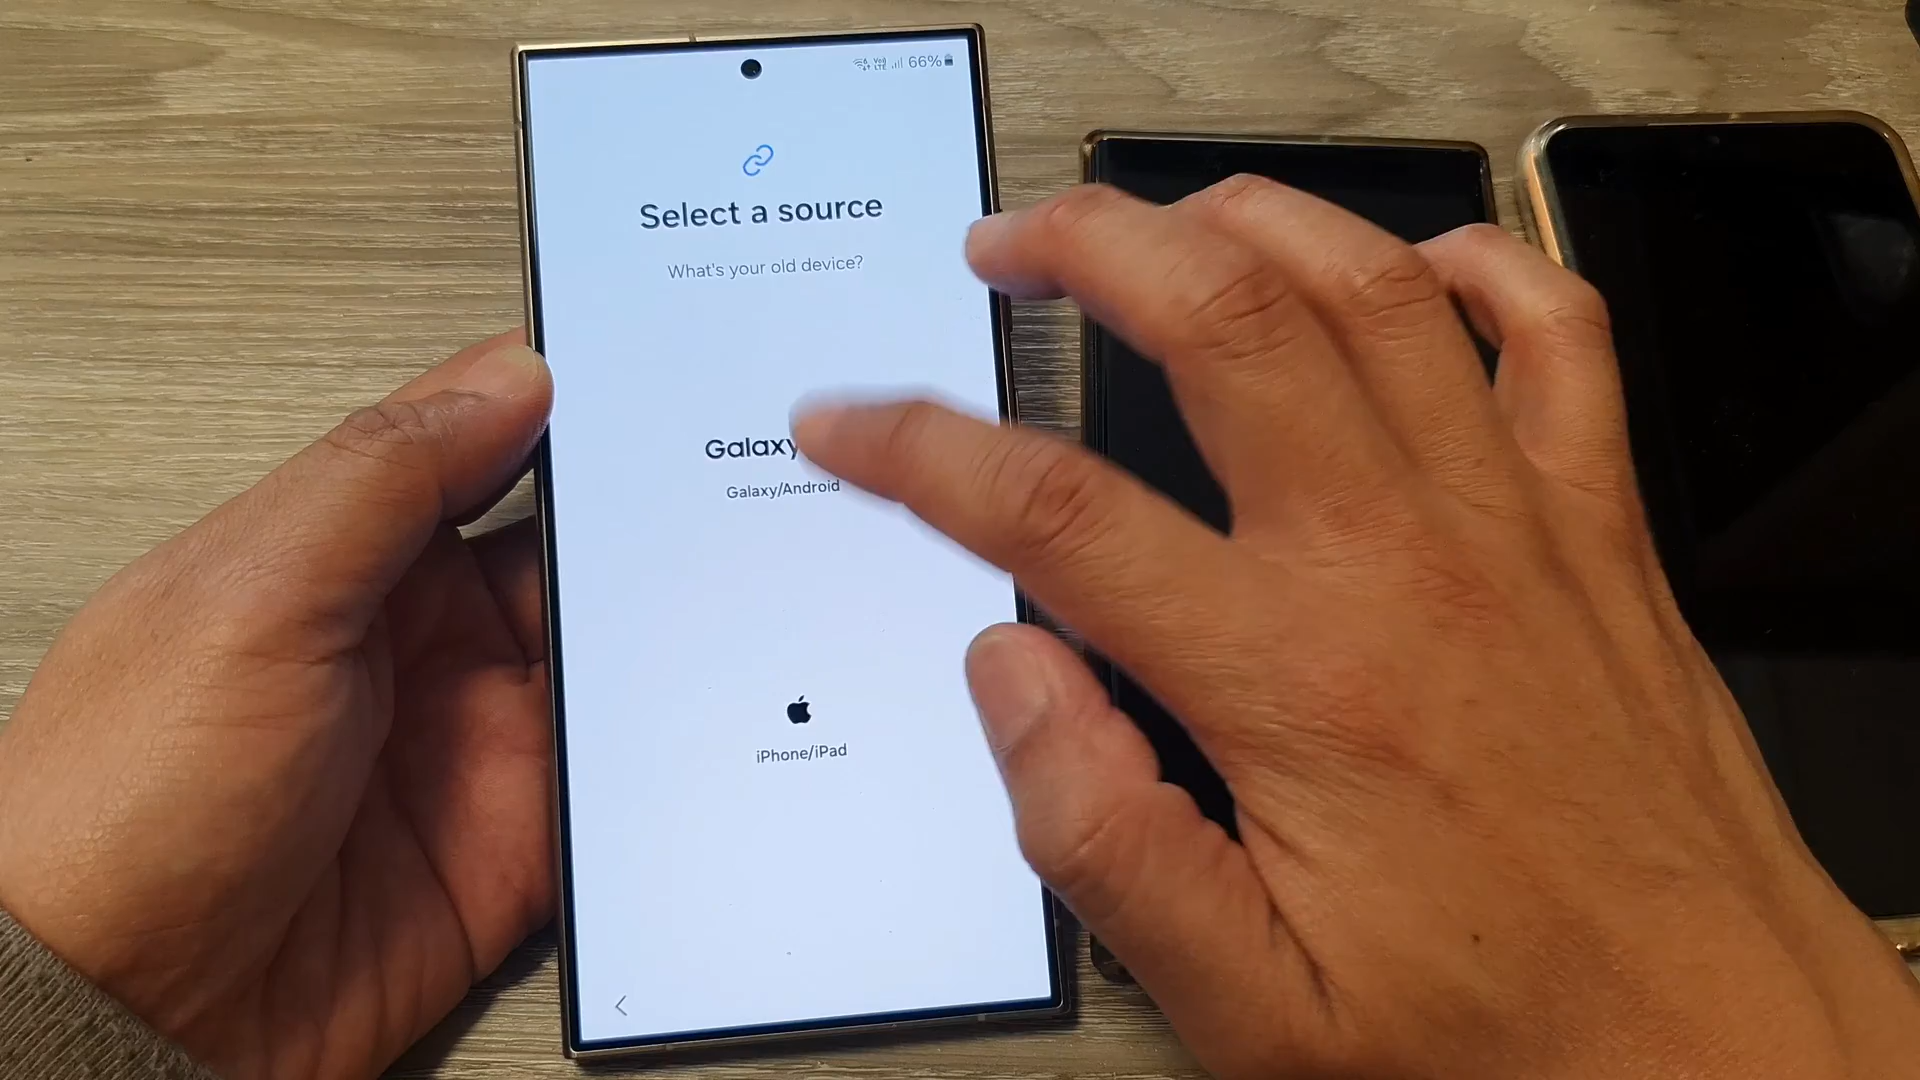 66%
Select a source
What's your old device?
Galaxy
Galaxy/Android
iPhone/iPad